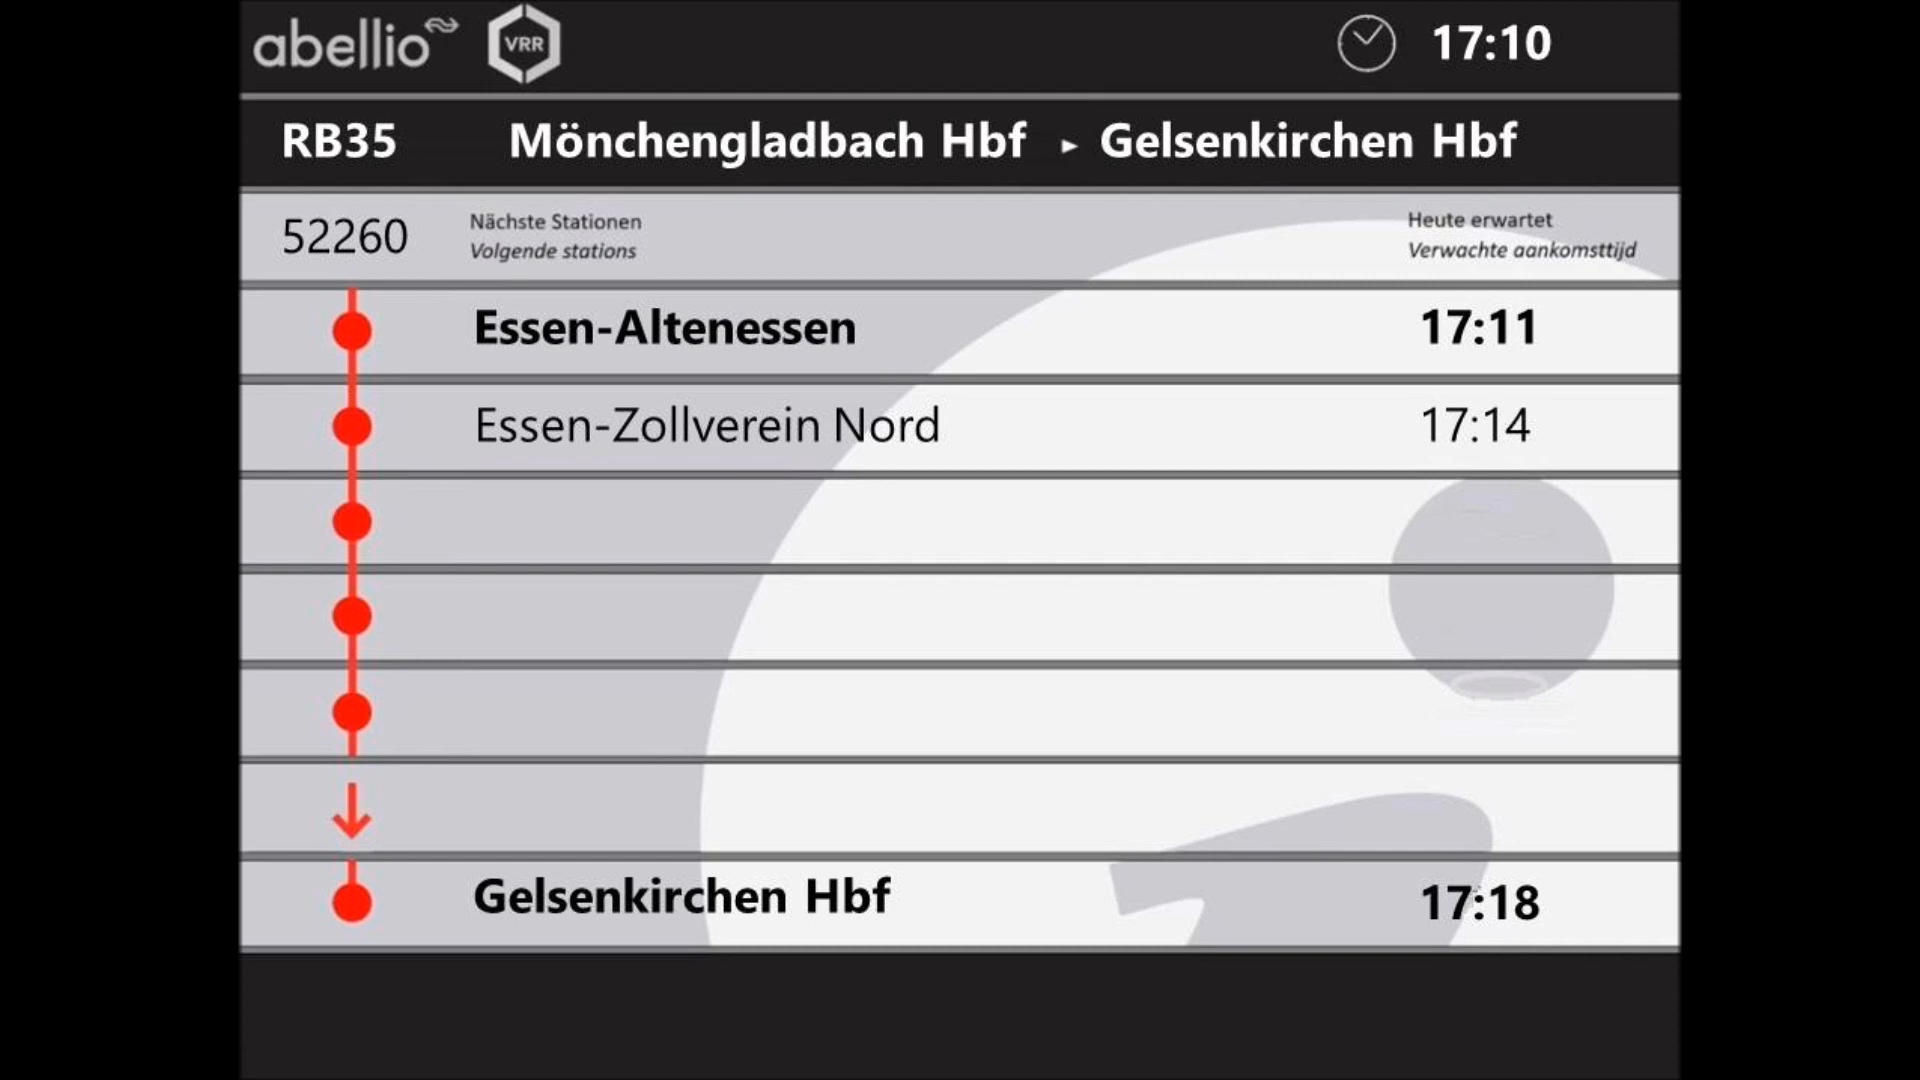 abellio VRR 17:10
RB35 Mönchengladbach Hbf ▸ Gelsenkirchen Hbf
52260 Nächste Stationen Heute erwartet
Volgende stations Verwachte aankomsttijd
Essen-Altenessen 17:11
Essen-Zollverein Nord 17:14
Gelsenkirchen Hbf 17:18